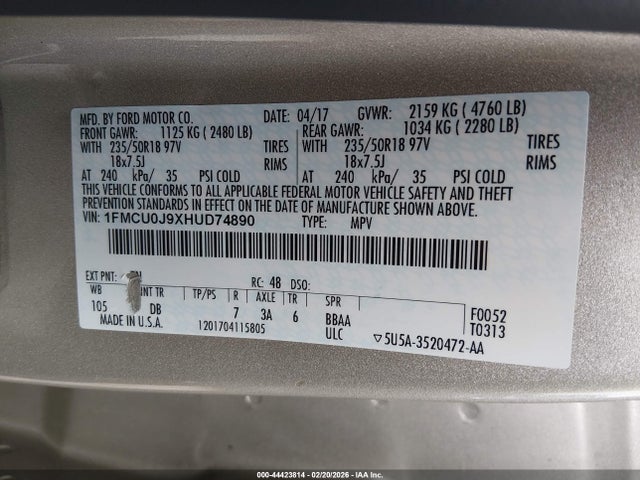 MFD. BY FORD MOTOR CO. DATE: 04/17 GVWR: 2159 KG ( 4760 LB)
FRONT GAWR: 1125 KG ( 2480 LB) REAR GAWR: 1034 KG ( 2280 LB)
WITH 235/50R18 97V TIRES WITH 235/50R18 97V TIRES
18x7.5J RIMS 18x7.5J RIMS
AT 240 kPa/ 35 PSI COLD AT 240 kPa/ 35 PSI COLD
THIS VEHICLE CONFORMS TO ALL APPLICABLE FEDERAL MOTOR VEHICLE SAFETY AND THEFT
PREVENTION STANDARDS IN EFFECT ON THE DATE OF MANUFACTURE SHOWN ABOVE.
VIN: 1FMCU0J9XHUD74890 TYPE: MPV
EXT PNT: RC: 48 DSO:
WB INT TR TP/PS R AXLE TR SPR
105 DB 7 3A 6 BBAA F0052
MADE IN U.S.A. 1201704115805 ULC T0313
▽5U5A-3520472-AA
000-44423814 - 02/20/2026 - IAA Inc.